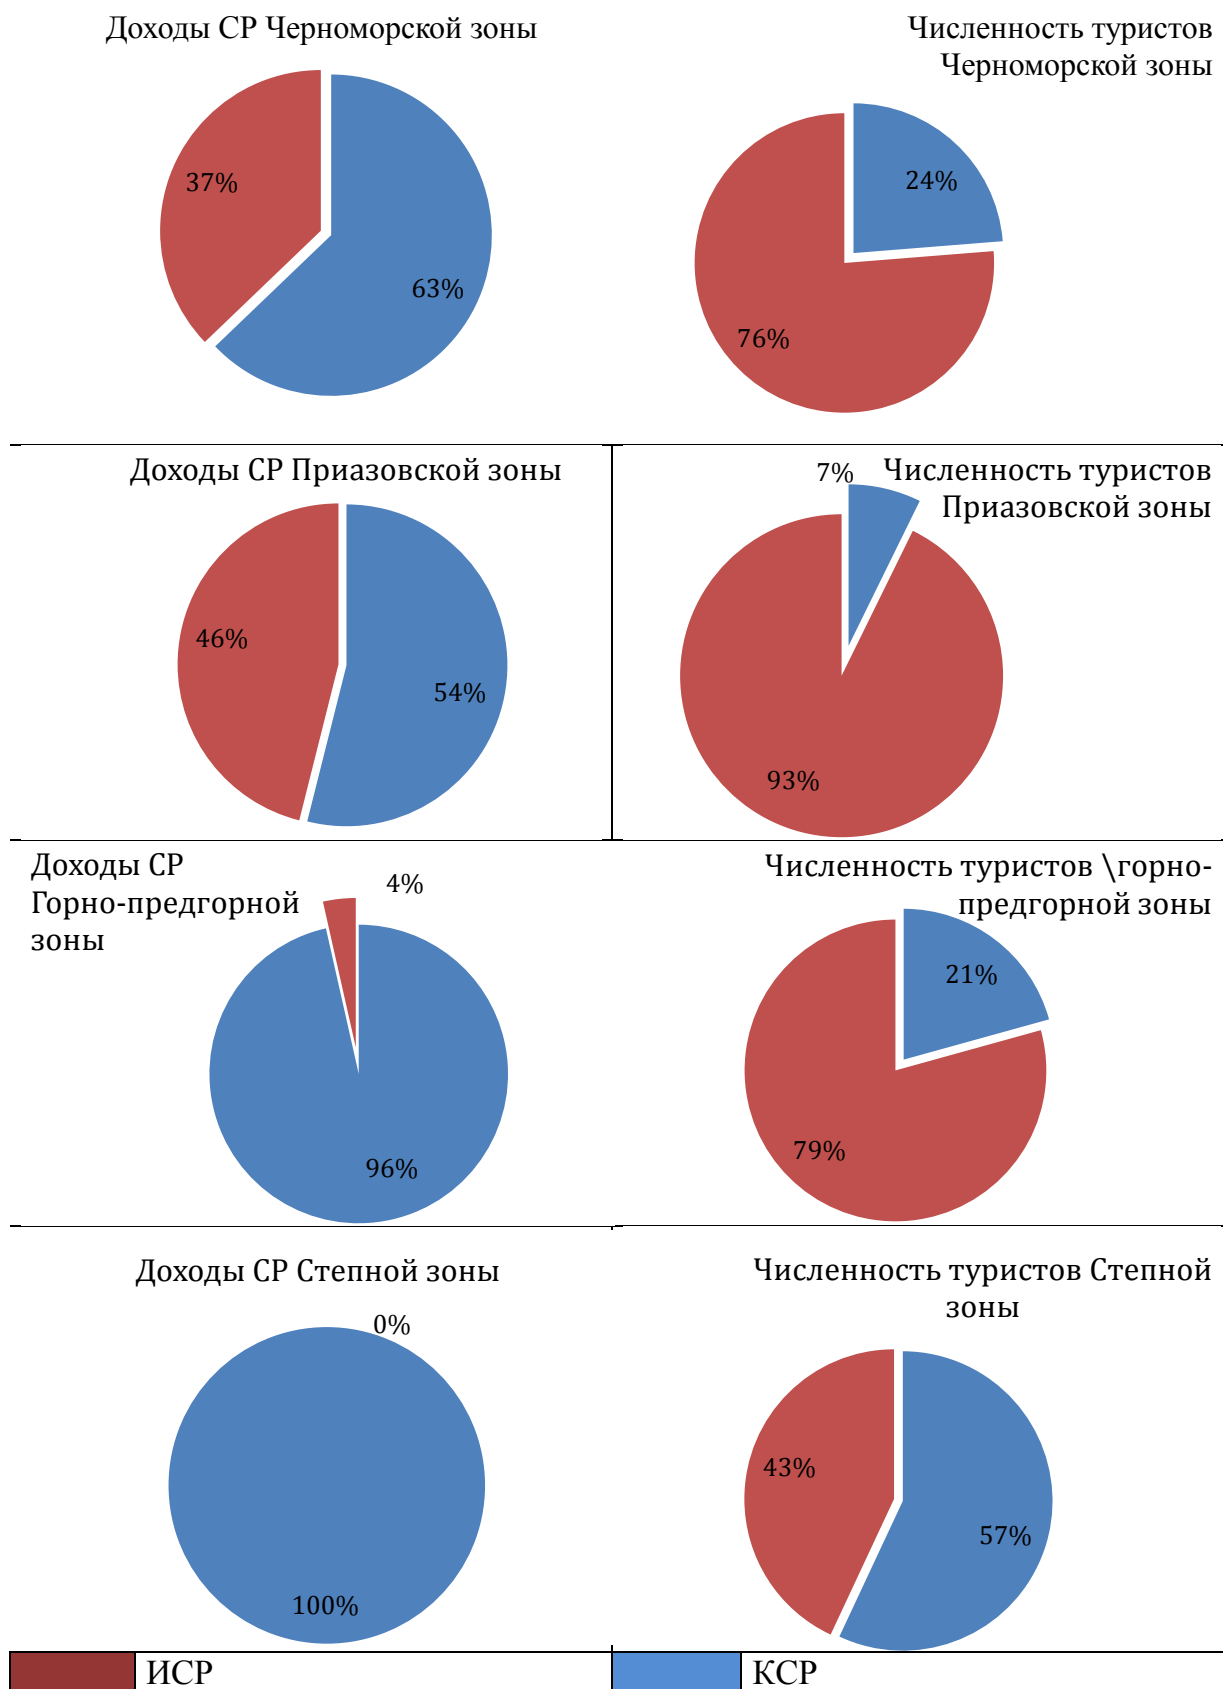 Доходы СР Черноморской зоны
37%
63%
Численность туристов
Черноморской зоны
24%
76%
Доходы СР Приазовской зоны
46%
54%
7%
Численность туристов
Приазовской зоны
93%
Доходы СР
Горно-предгорной
зоны
4%
96%
Численность туристов \горно-
предгорной зоны
21%
79%
Доходы СР Степной зоны
0%
100%
Численность туристов Степной
зоны
43%
57%
ИСР
КСР